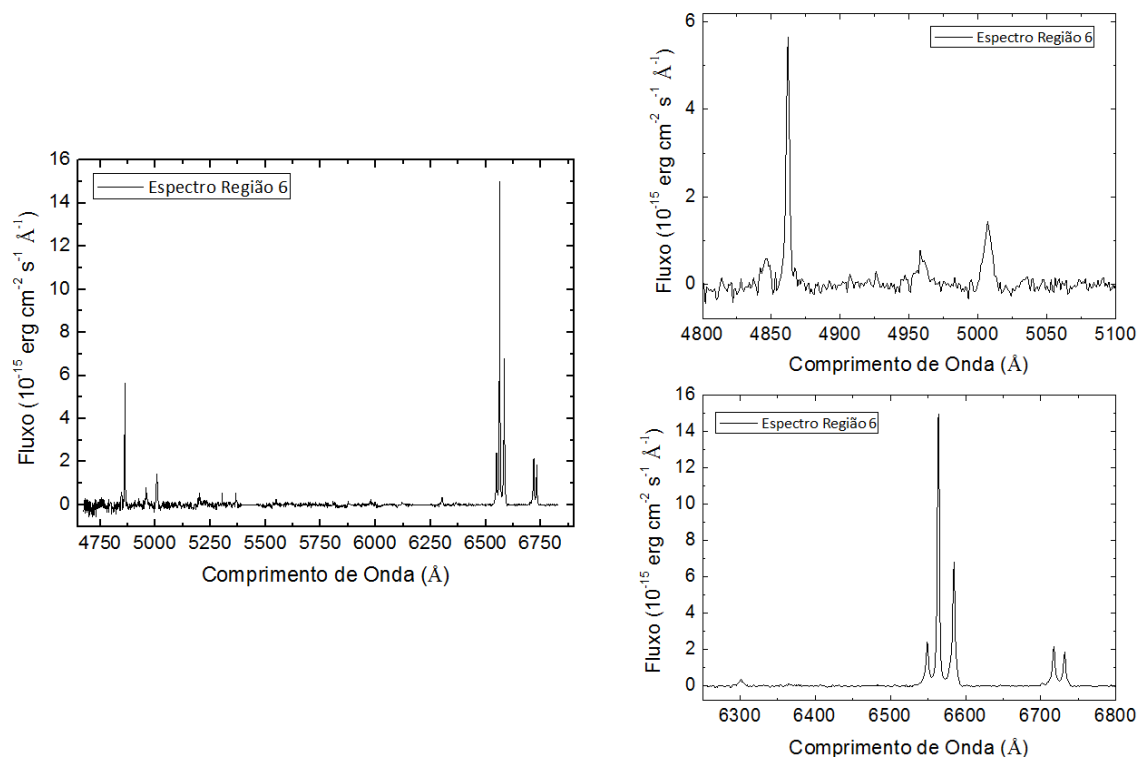 Espectro Região 6
Fluxo (10⁻¹⁵ erg cm⁻² s⁻¹ Å⁻¹)
16
14
12
10
8
6
4
2
0
4750 5000 5250 5500 5750 6000 6250 6500 6750
Comprimento de Onda (Å)
Espectro Região 6
Fluxo (10⁻¹⁵ erg cm⁻² s⁻¹ Å⁻¹)
6
4
2
0
4800 4850 4900 4950 5000 5050 5100
Comprimento de Onda (Å)
Espectro Região 6
Fluxo (10⁻¹⁵ erg cm⁻² s⁻¹ Å⁻¹)
16
14
12
10
8
6
4
2
0
6300 6400 6500 6600 6700 6800
Comprimento de Onda (Å)